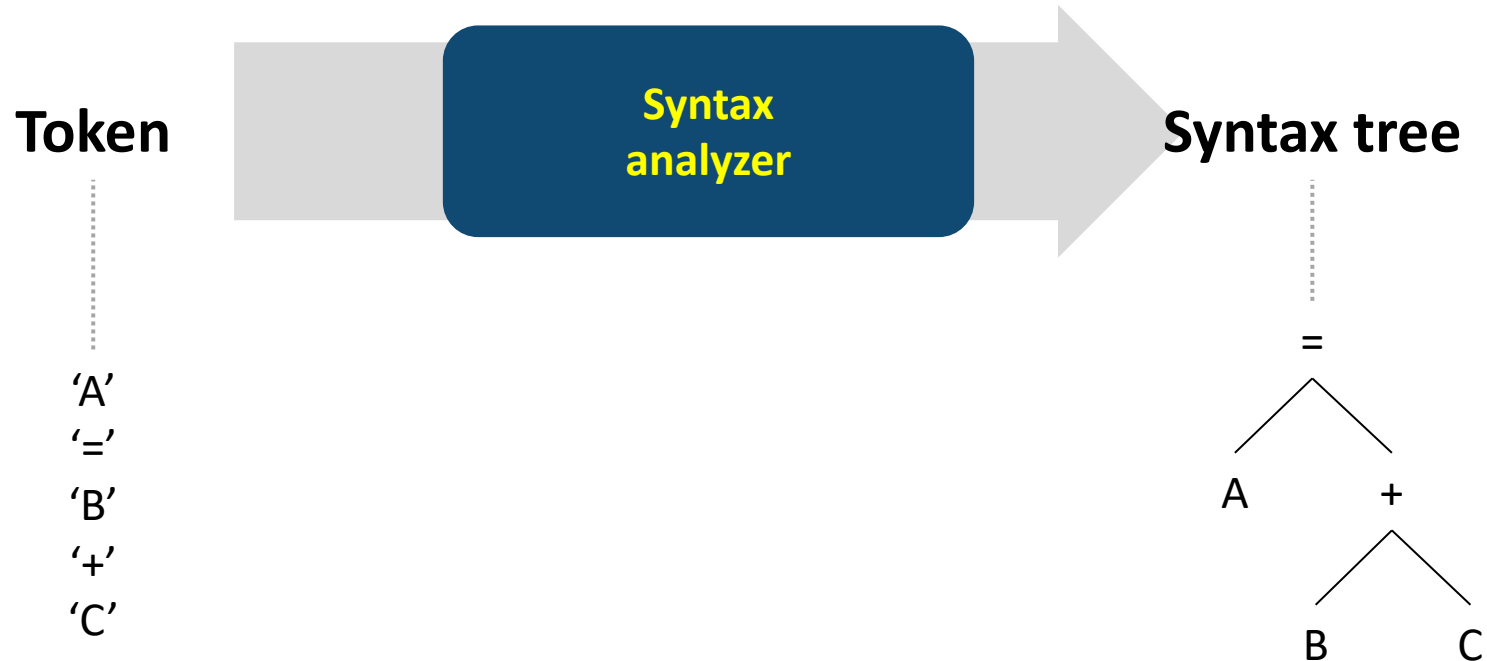 Token
Syntax
analyzer
Syntax tree
‘A’
‘=’
‘B’
‘+’
‘C’
=
A +
B C